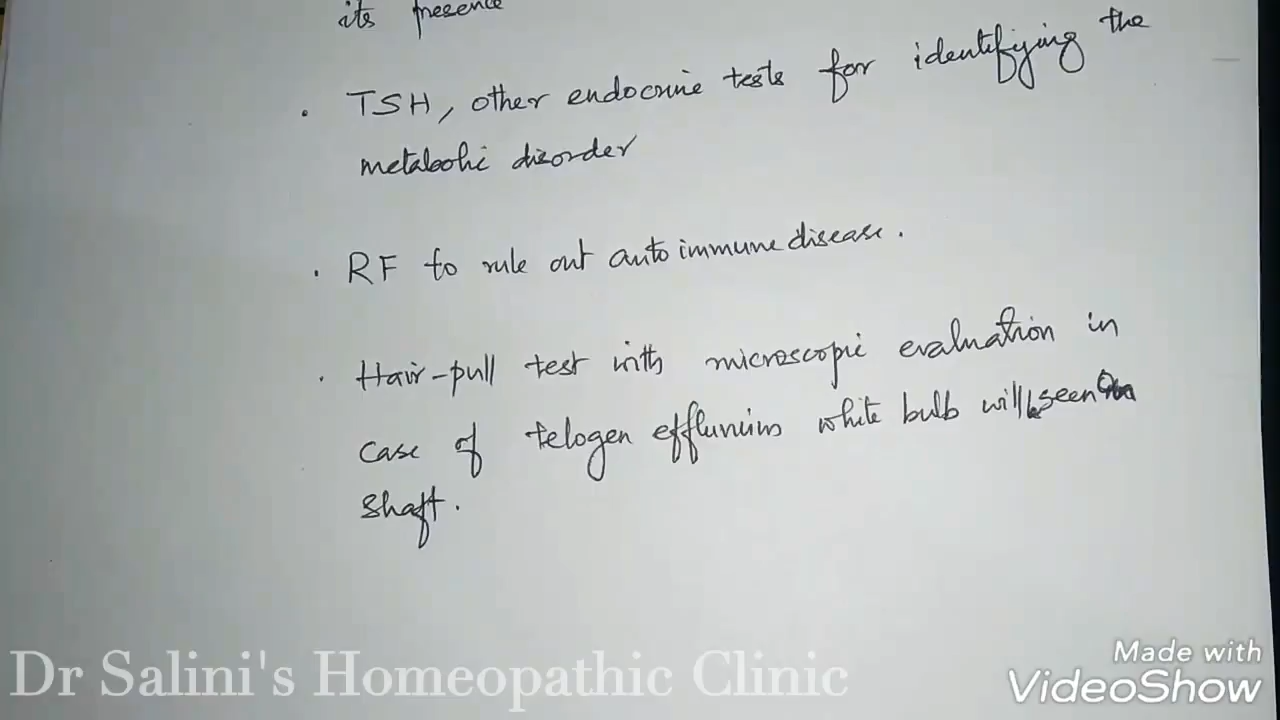 its presence
. TSH, other endocrine tests for identifying the
metabolic disorder
. RF to rule out auto immune disease.
. Hair-pull test with microscopic evaluation in
case of telogen effluvium white bulb will seen
shaft.
Dr Salini's Homeopathic Clinic
Made with
VideoShow